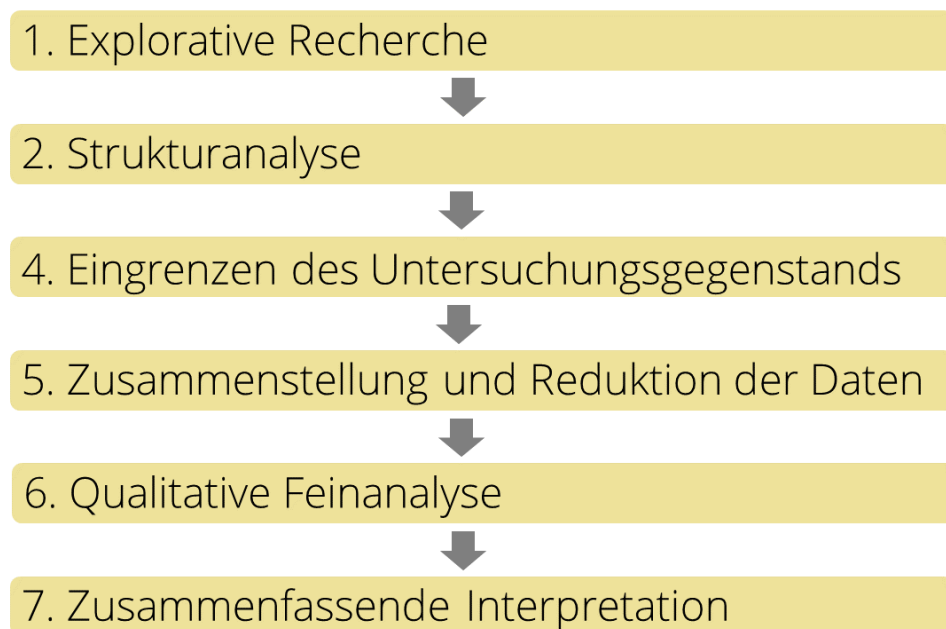 1. Explorative Recherche
2. Strukturanalyse
4. Eingrenzen des Untersuchungsgegenstands
5. Zusammenstellung und Reduktion der Daten
6. Qualitative Feinanalyse
7. Zusammenfassende Interpretation